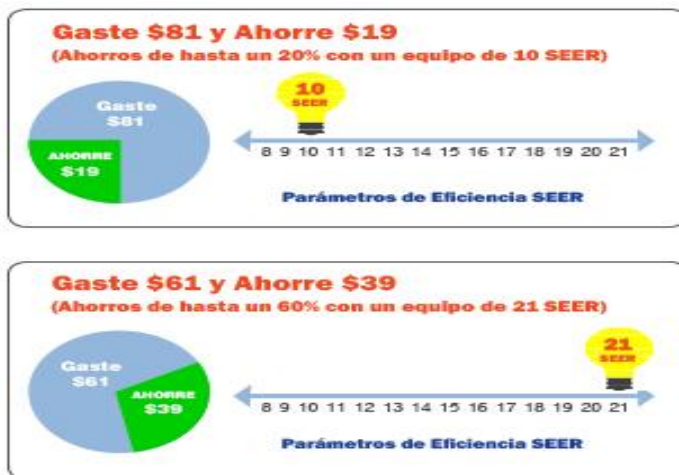 Gaste $81 y Ahorre $19
(Ahorros de hasta un 20% con un equipo de 10 SEER)
Gaste
$81
AHORRE
$19
10
SEER
8 9 10 11 12 13 14 15 16 17 18 19 20 21
Parámetros de Eficiencia SEER
Gaste $61 y Ahorre $39
(Ahorros de hasta un 60% con un equipo de 21 SEER)
Gaste
$61
AHORRE
$39
21
SEER
8 9 10 11 12 13 14 15 16 17 18 19 20 21
Parámetros de Eficiencia SEER